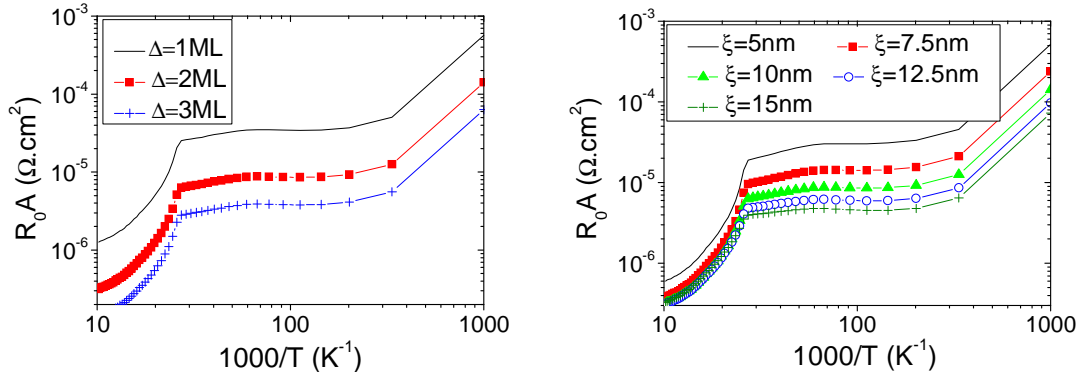 10⁻³
10⁻⁴
10⁻⁵
10⁻⁶
R₀A (Ω.cm²)
Δ=1ML
Δ=2ML
Δ=3ML
10 100 1000
1000/T (K⁻¹)
10⁻³
10⁻⁴
10⁻⁵
10⁻⁶
R₀A (Ω.cm²)
ξ=5nm ξ=7.5nm
ξ=10nm ξ=12.5nm
ξ=15nm
10 100 1000
1000/T (K⁻¹)